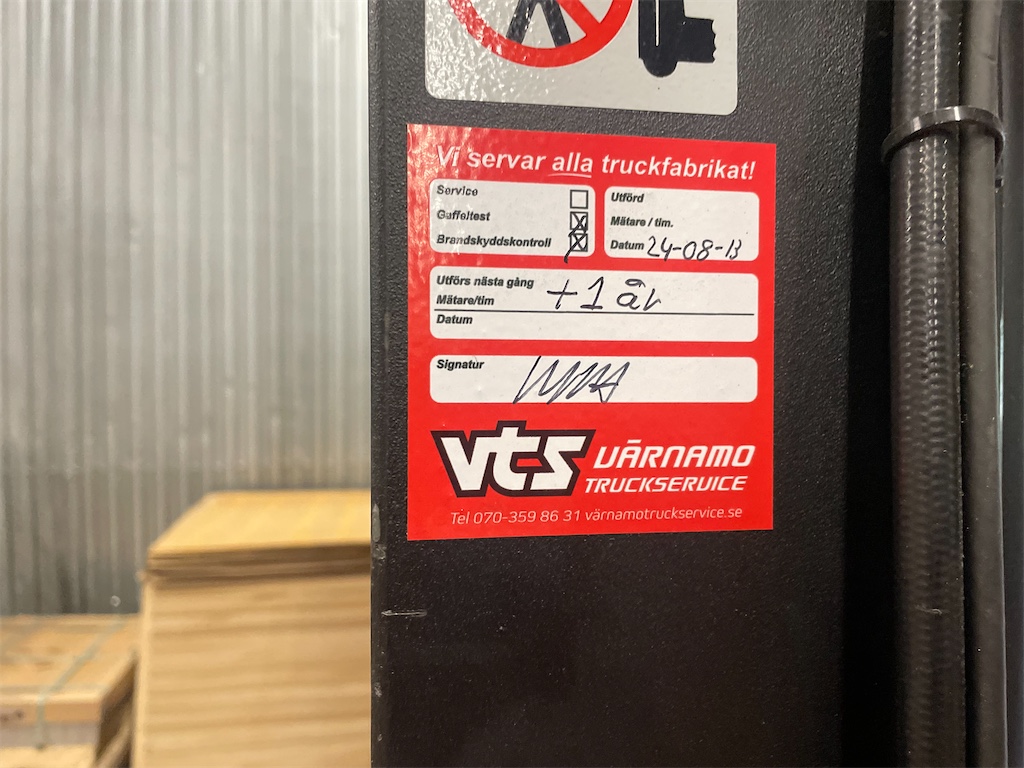 Vi servar alla truckfabrikat!
Service
Gaffeltest
Brandskyddskontroll
Utförd
Mätare / tim.
Datum 24-08-13
Utförs nästa gång
Mätare/tim +1 år
Datum
Signatur
vts VÄRNAMO
TRUCKSERVICE
Tel 070-359 86 31 värnamotruckservice.se